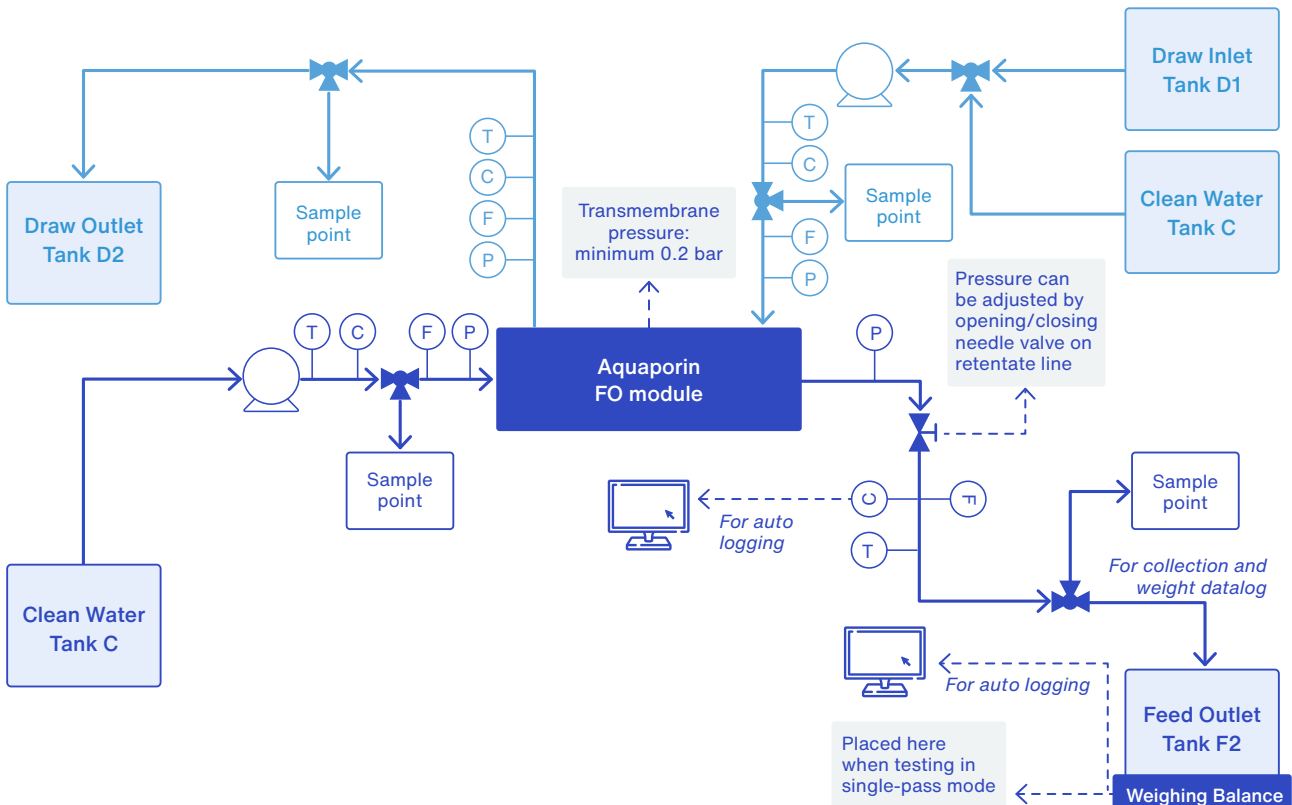 Draw Inlet
Tank D1
Clean Water
Tank C
T
C
Sample
point
F
P
T
C
F
P
Sample
point
Draw Outlet
Tank D2
Transmembrane
pressure:
minimum 0.2 bar
Pressure can
be adjusted by
opening/closing
needle valve on
retentate line
T
C
F
P
Aquaporin
FO module
P
Sample
point
Clean Water
Tank C
C
F
T
For auto
logging
Sample
point
For collection and
weight datalog
For auto logging
Feed Outlet
Tank F2
Placed here
when testing in
single-pass mode
Weighing Balance